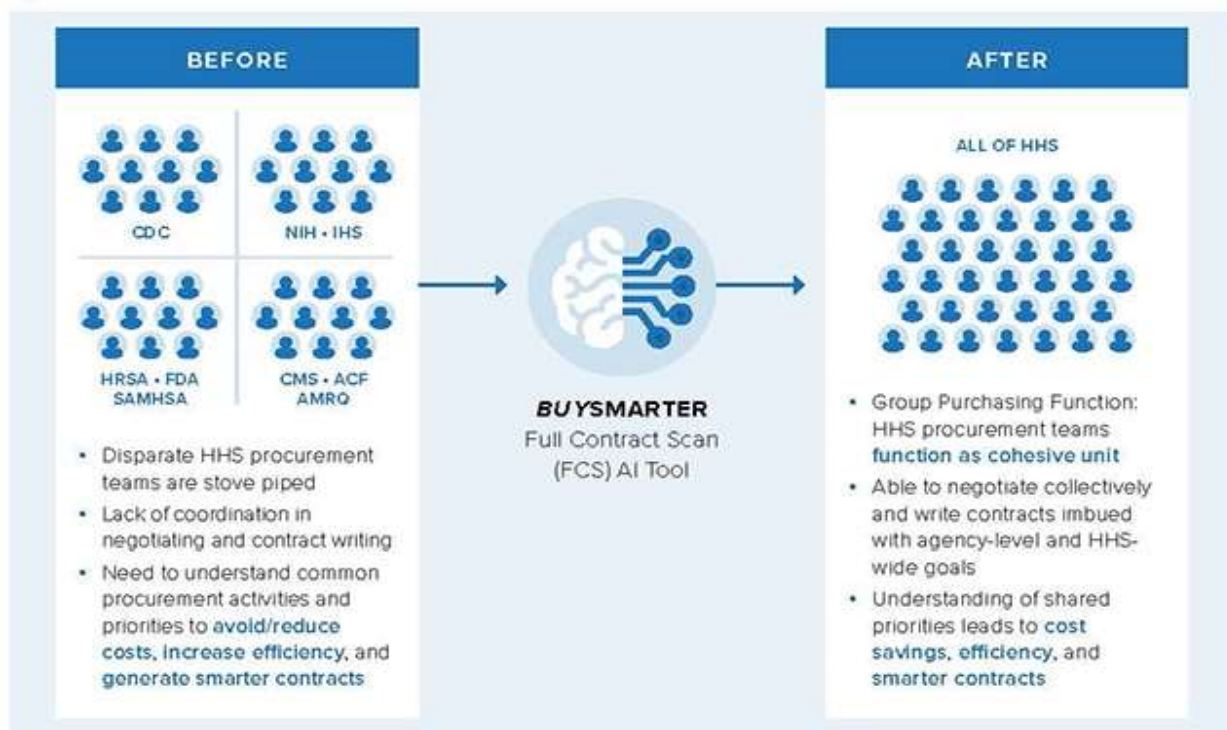 BEFORE
CDC
NIH • IHS
HRSA • FDA
SAMHSA
CMS • ACF
AMRQ
• Disparate HHS procurement
teams are stove piped
• Lack of coordination in
negotiating and contract writing
• Need to understand common
procurement activities and
priorities to avoid/reduce
costs, increase efficiency, and
generate smarter contracts
BUYSMARTER
Full Contract Scan
(FCS) AI Tool
AFTER
ALL OF HHS
• Group Purchasing Function:
HHS procurement teams
function as cohesive unit
• Able to negotiate collectively
and write contracts imbued
with agency-level and HHS-
wide goals
• Understanding of shared
priorities leads to cost
savings, efficiency, and
smarter contracts